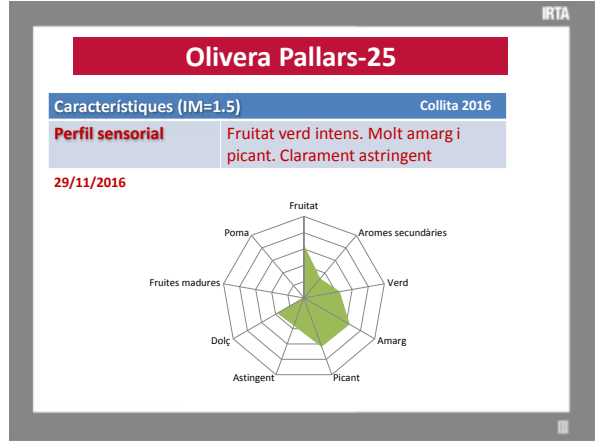 IRTA
Olivera Pallars-25
Característiques (IM=1.5) Collita 2016
Perfil sensorial
Fruitat verd intens. Molt amarg i
picant. Clarament astringent
29/11/2016
Fruitat
Poma
Aromes secundàries
Fruites madures
Verd
Dolç
Amarg
Astingent
Picant